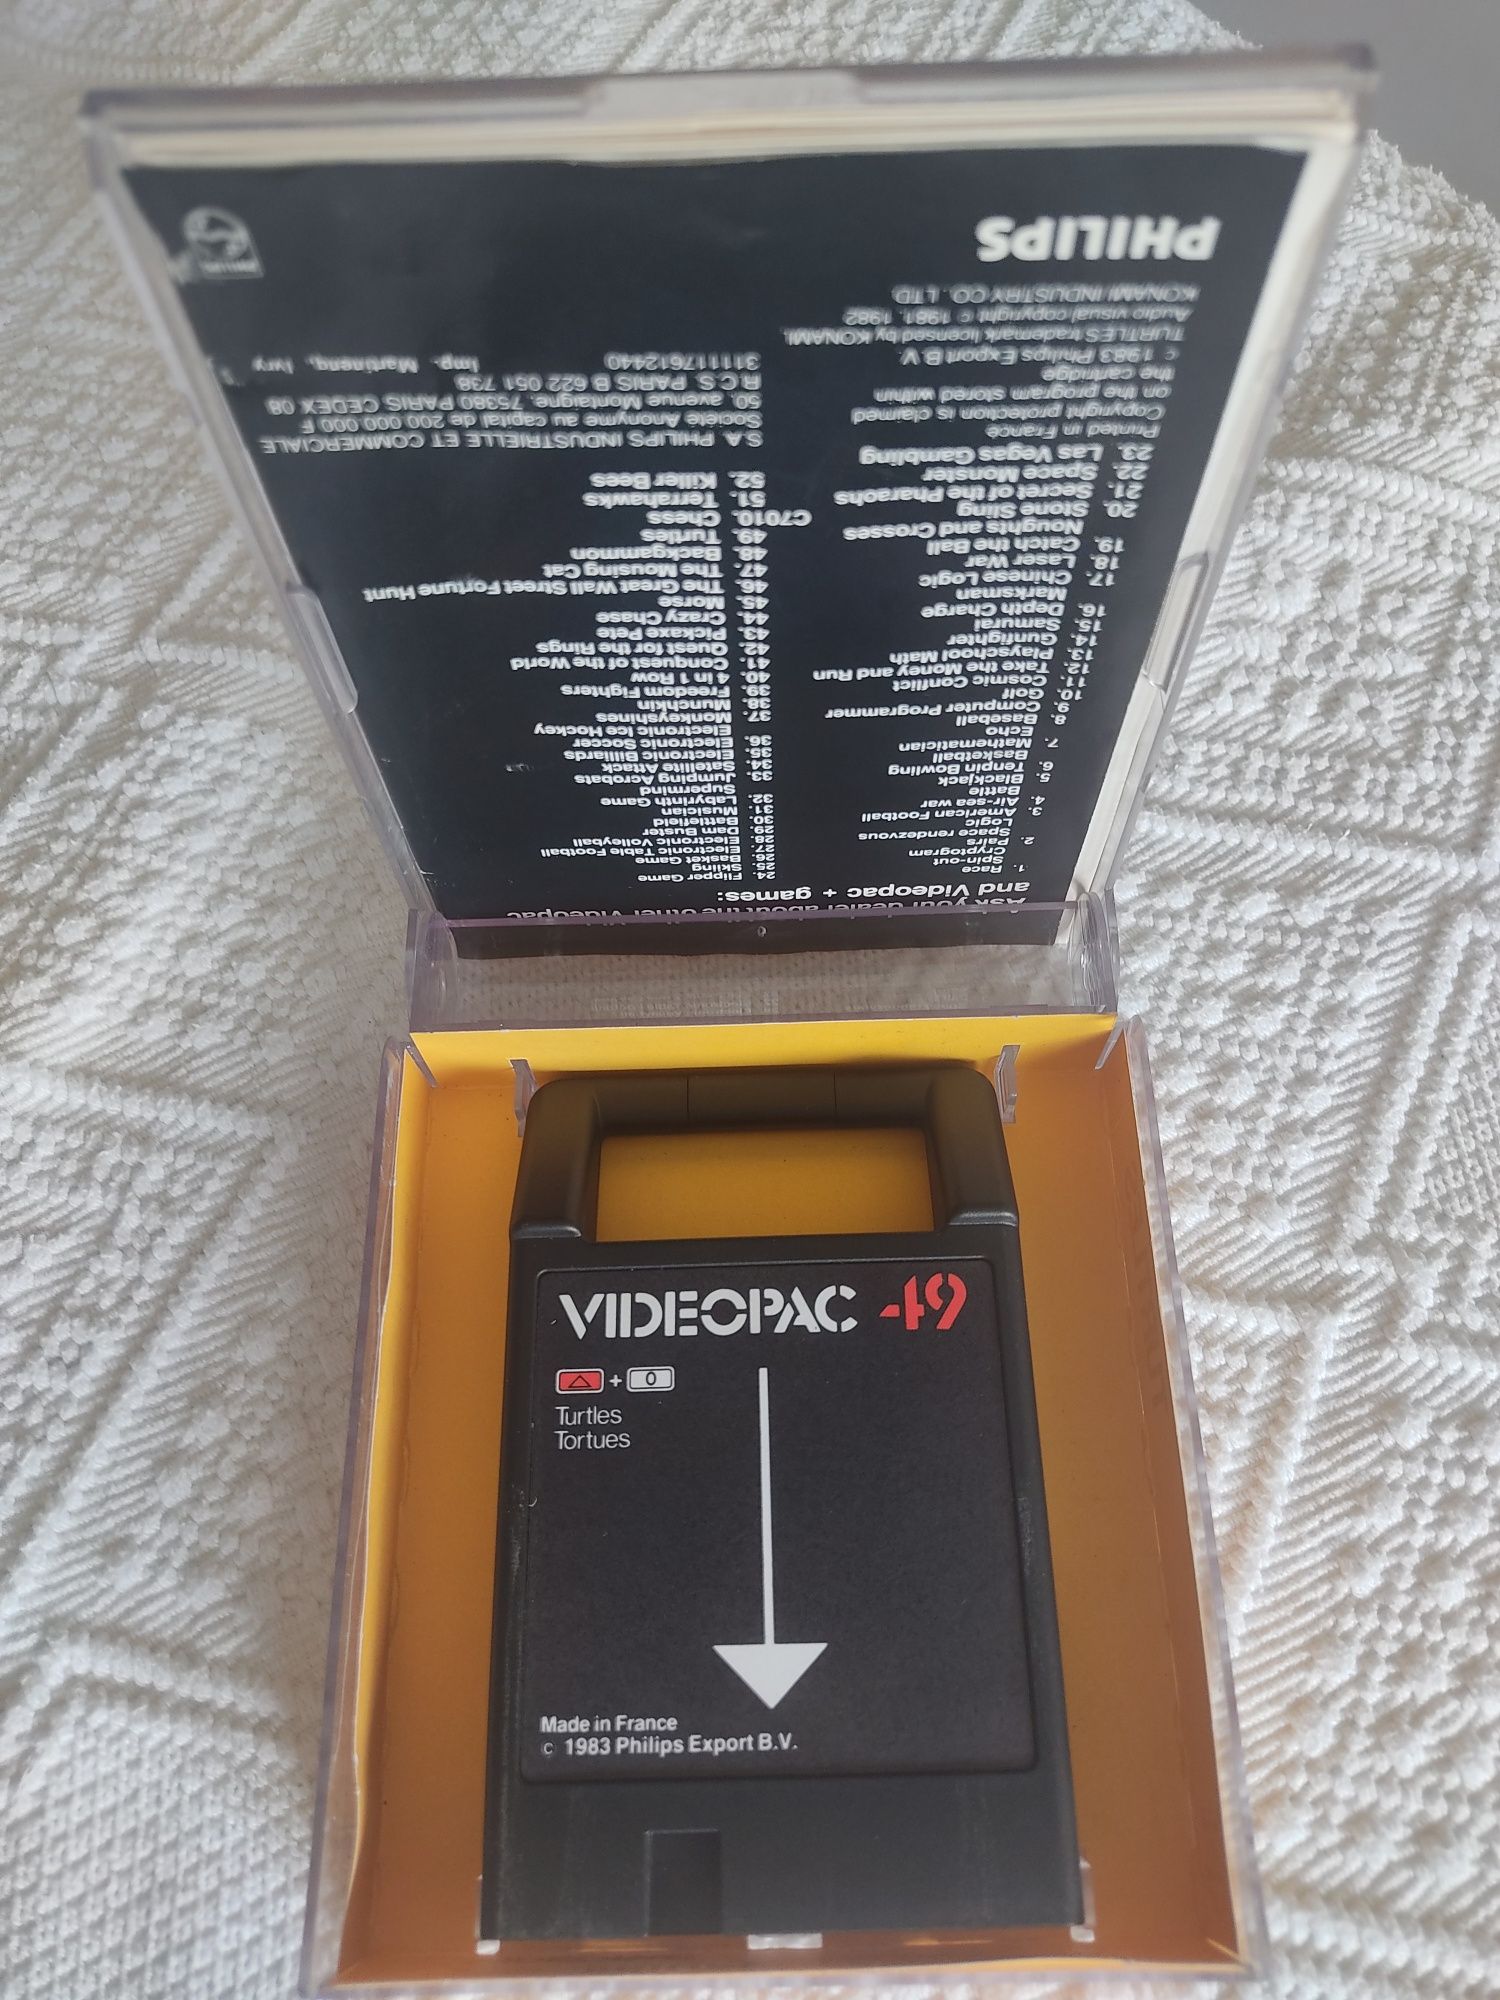 Ask your dealer about the other Videopac
and Videopac + games:
1. Race
Spin-out
Cryptogram
2. Pairs
Space rendezvous
Logic
3. American Football
4. Air-sea war
Battle
5. Blackjack
6. Tenpin Bowling
Basketball
7. Mathematician
Echo
8. Baseball
9. Computer Programmer
10. Golf
11. Cosmic Conflict
12. Take the Money and Run
13. Playschool Math
14. Gunfighter
15. Samurai
16. Depth Charge
Marksman
17. Chinese Logic
18. Laser War
19. Catch the Ball
Noughts and Crosses
20. Stone Sling
21. Secret of the Pharaohs
22. Space Monster
23. Las Vegas Gambling
24. Flipper Game
25. Skiing
26. Basket Game
27. Electronic Table Football
28. Electronic Volleyball
29. Dam Buster
30. Battlefield
31. Musician
32. Labyrinth Game
Supermind
33. Jumping Acrobats
34. Satellite Attack
35. Electronic Billiards
36. Electronic Soccer
Electronic Ice Hockey
37. Monkeyshines
38. Munchkin
39. Freedom Fighters
40. 4 in 1 Row
41. Conquest of the World
42. Quest for the Rings
43. Pickaxe Pete
44. Crazy Chase
45. Morse
46. The Great Wall Street Fortune Hunt
47. The Mousing Cat
48. Backgammon
49. Turtles
C7010. Chess
51. Terrahawks
52. Killer Bees
Printed in France
Copyright protection is claimed
on the program stored within
the cartridge
c 1983 Philips Export B.V.
TURTLES trademark licensed by KONAMI.
Audio visual copyright c 1981, 1982
KONAMI INDUSTRY CO. LTD.
S.A. PHILIPS INDUSTRIELLE ET COMMERCIALE
Société Anonyme au capital de 200 000 000 F
50, avenue Montaigne, 75380 PARIS CEDEX 08
R.C.S. PARIS B 622 051 738
311117612440 Imp. Martinenq, Ivry
PHILIPS
VIDEOPAC 49
+ 0
Turtles
Tortues
Made in France
© 1983 Philips Export B.V.